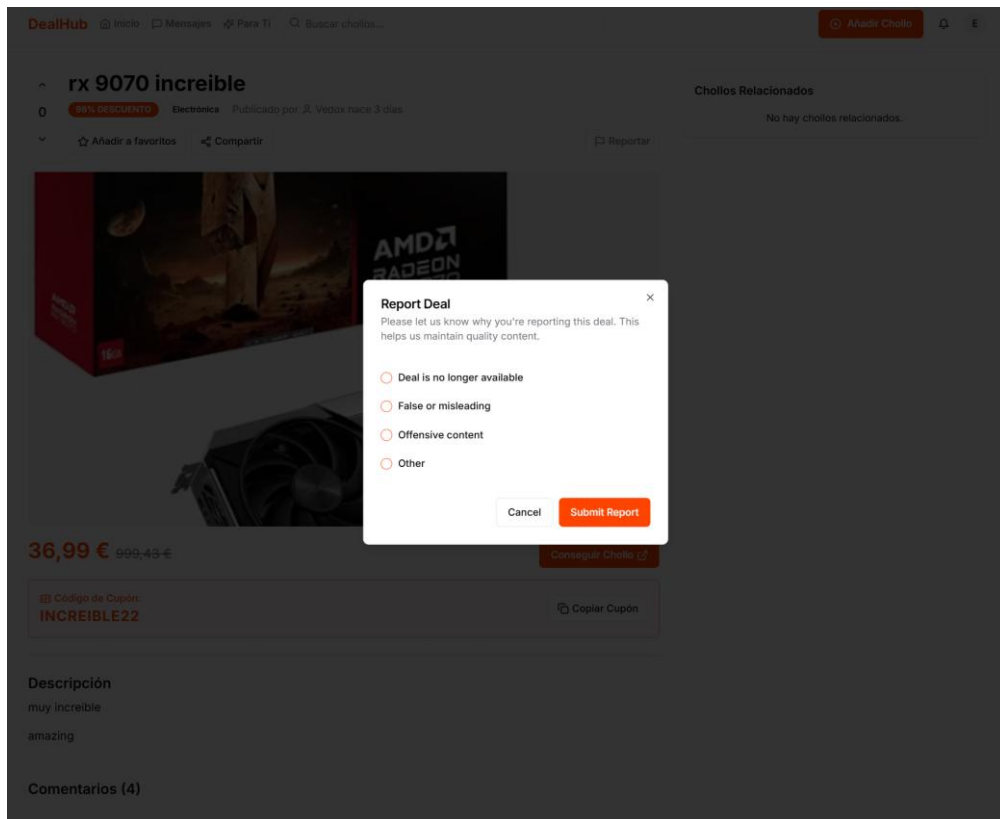 DealHub Inicio Mensajes Para Ti Buscar chollos... Añadir Chollo E
rx 9070 increible
0
96% DESCUENTO Electrónica Publicado por Vedax hace 3 días
Añadir a favoritos Compartir Reportar
Chollos Relacionados
No hay chollos relacionados.
AMD
RADEON
AMD
16GB
Report Deal
Please let us know why you're reporting this deal. This
helps us maintain quality content.
Deal is no longer available
False or misleading
Offensive content
Other
Cancel Submit Report
36,99 € 999,43 €
Conseguir Chollo
Código de Cupón:
INCREIBLE22
Copiar Cupón
Descripción
muy increible
amazing
Comentarios (4)